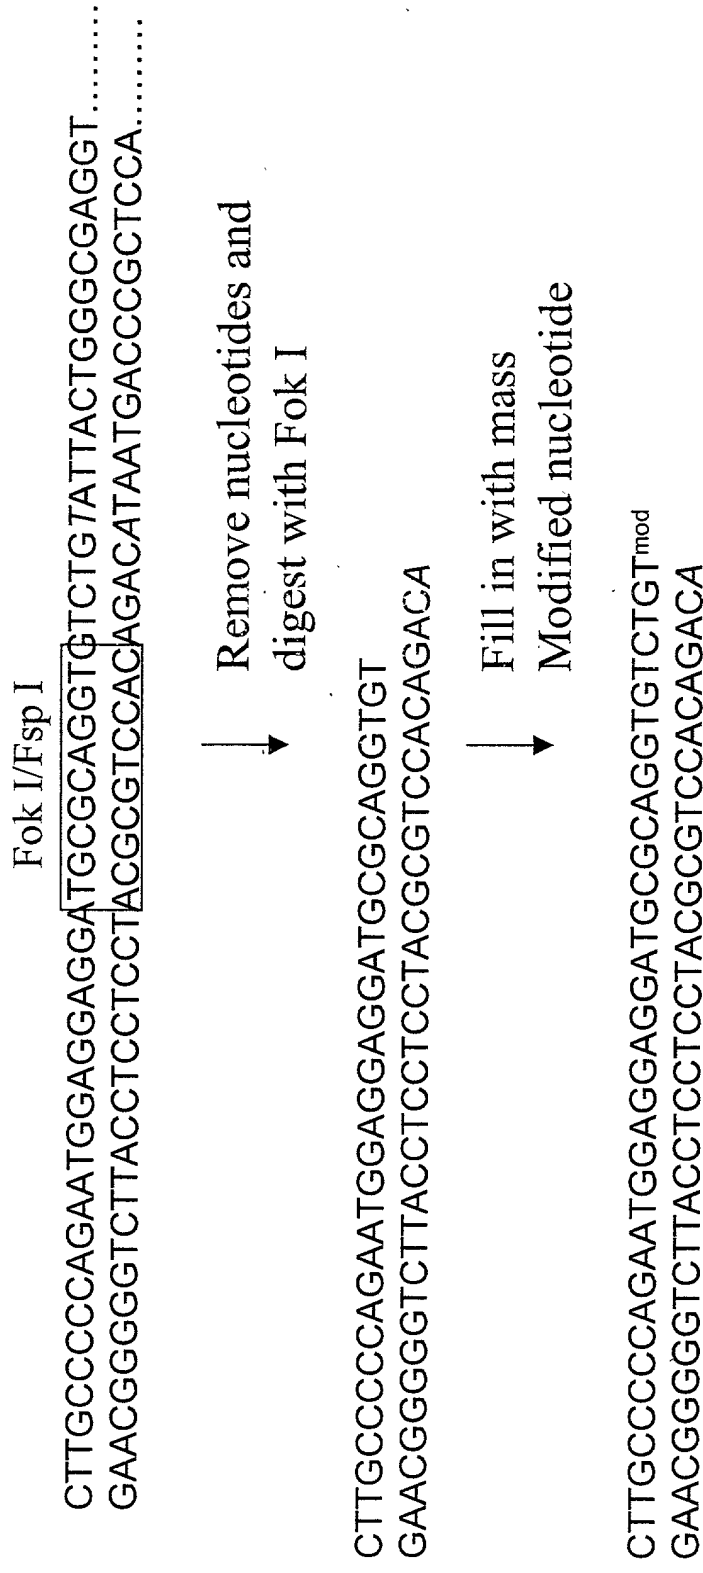 Fok I/Fsp I
CTTGCCCCCAGAATGGAGGAGGATGCGCAGGTGTCTGTATTACTGGGCGAGGT.........
GAACGGGGGTCTTACCTCCTCCTACGCGTCCACAGACATAATGACCCGCTCCA.........
Remove nucleotides and
digest with Fok I
CTTGCCCCCAGAATGGAGGAGGATGCGCAGGTGT
GAACGGGGGTCTTACCTCCTCCTACGCGTCCACAGACA
Fill in with mass
Modified nucleotide
CTTGCCCCCAGAATGGAGGAGGATGCGCAGGTGTCTGTmod
GAACGGGGGTCTTACCTCCTCCTACGCGTCCACAGACA